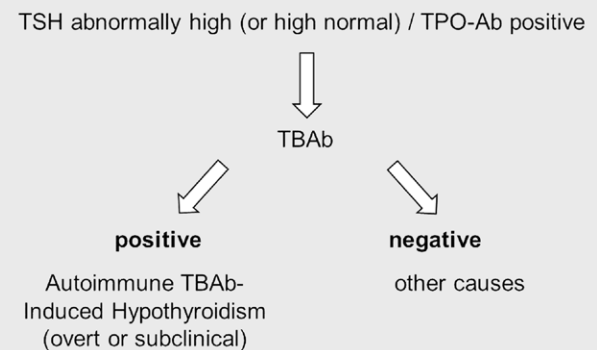 TSH abnormally high (or high normal) / TPO-Ab positive
TBAb
positive
Autoimmune TBAb-
Induced Hypothyroidism
(overt or subclinical)
negative
other causes